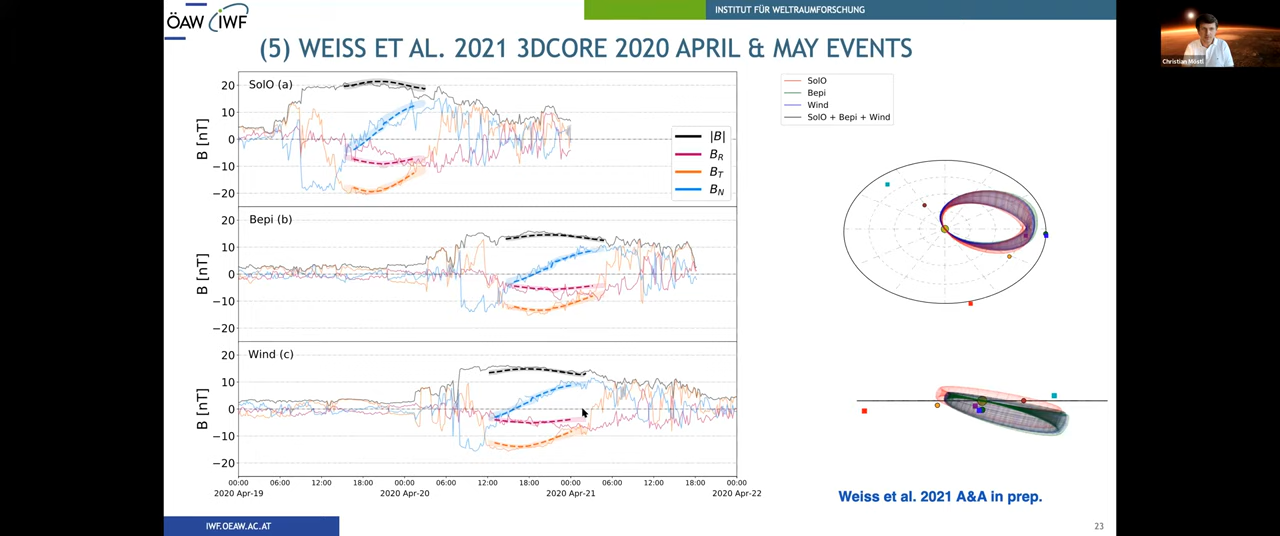 ÖAW IWF
INSTITUT FÜR WELTRAUMFORSCHUNG
(5) WEISS ET AL. 2021 3DCORE 2020 APRIL & MAY EVENTS
Christian Möstl
SolO (a)
B [nT]
20
10
0
−10
−20
|B|
B_R
B_T
B_N
Bepi (b)
B [nT]
20
10
0
−10
−20
Wind (c)
B [nT]
20
10
0
−10
−20
00:00 06:00 12:00 18:00 00:00 06:00 12:00 18:00 00:00 06:00 12:00 18:00 00:00
2020 Apr-19 2020 Apr-20 2020 Apr-21 2020 Apr-22
SolO
Bepi
Wind
SolO + Bepi + Wind
Weiss et al. 2021 A&A in prep.
IWF.OEAW.AC.AT
23